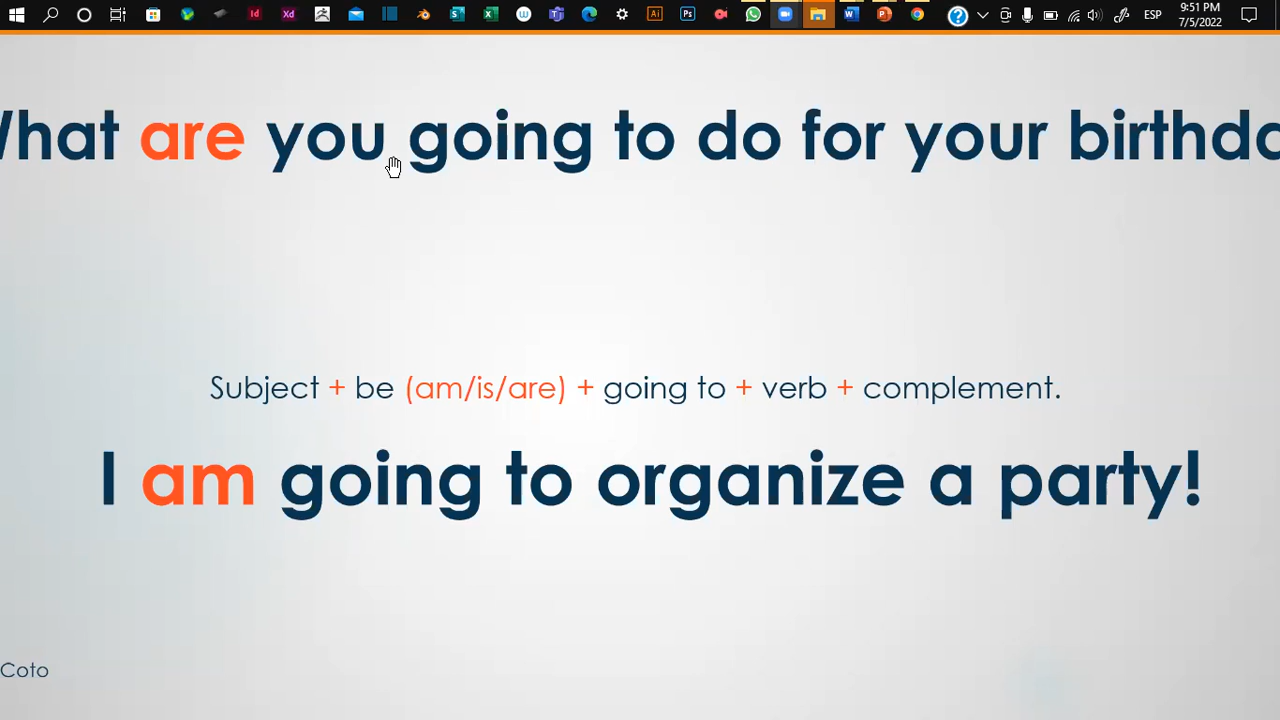 ESP
9:51 PM
7/5/2022
What are you going to do for your birthda
Subject + be (am/is/are) + going to + verb + complement.
I am going to organize a party!
Coto